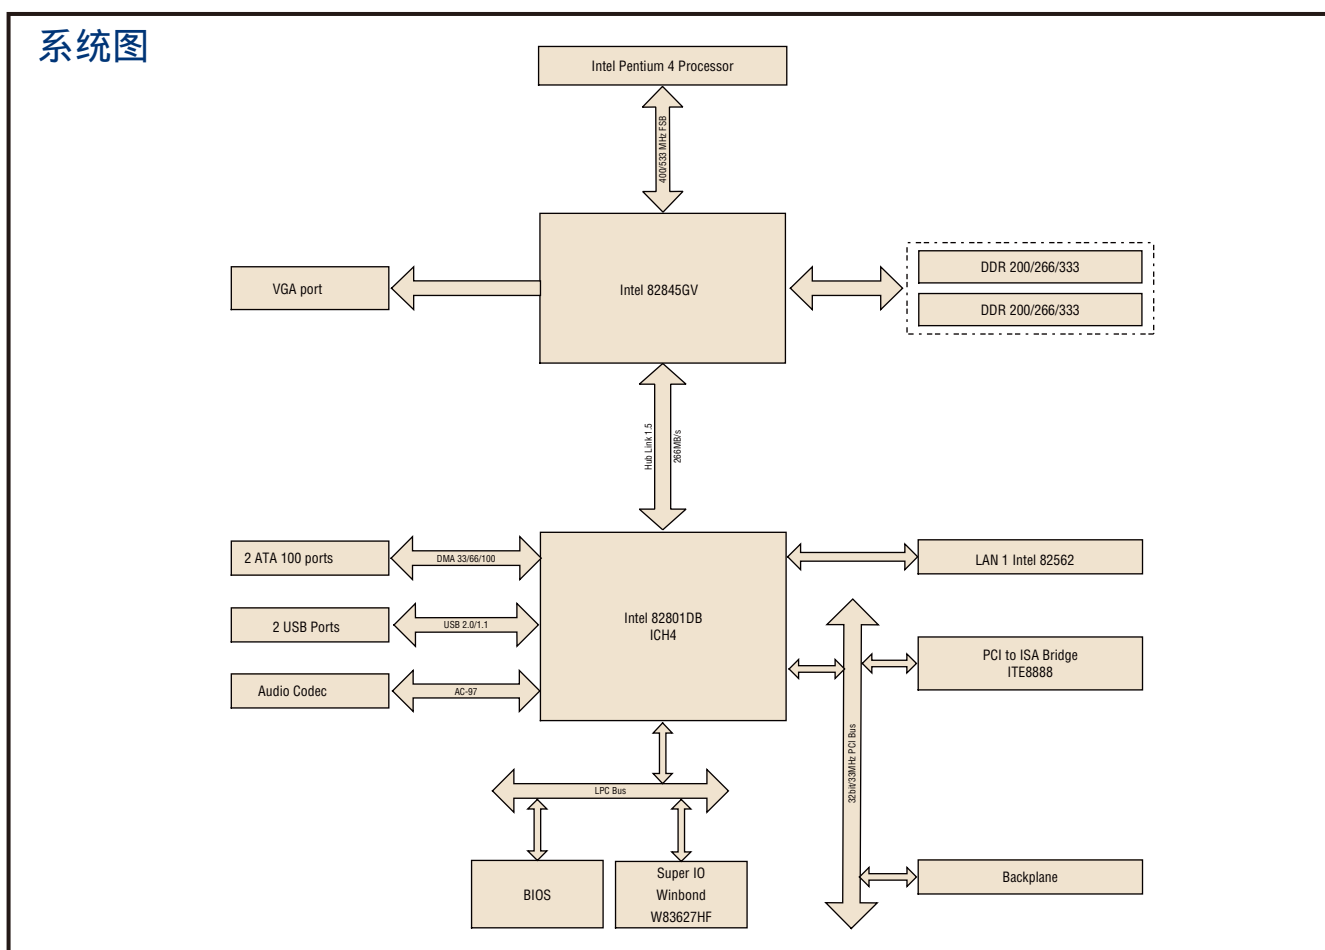 系统图
Intel Pentium 4 Processor
400/533 MHz FSB
VGA port
Intel 82845GV
DDR 200/266/333
DDR 200/266/333
Hub Link 1.5
266MB/s
2 ATA 100 ports
DMA 33/66/100
2 USB Ports
USB 2.0/1.1
Audio Codec
AC-97
Intel 82801DB
ICH4
LAN 1 Intel 82562
PCI to ISA Bridge
ITE8888
32bit/33MHz PCI Bus
LPC Bus
BIOS
Super IO
Winbond
W83627HF
Backplane